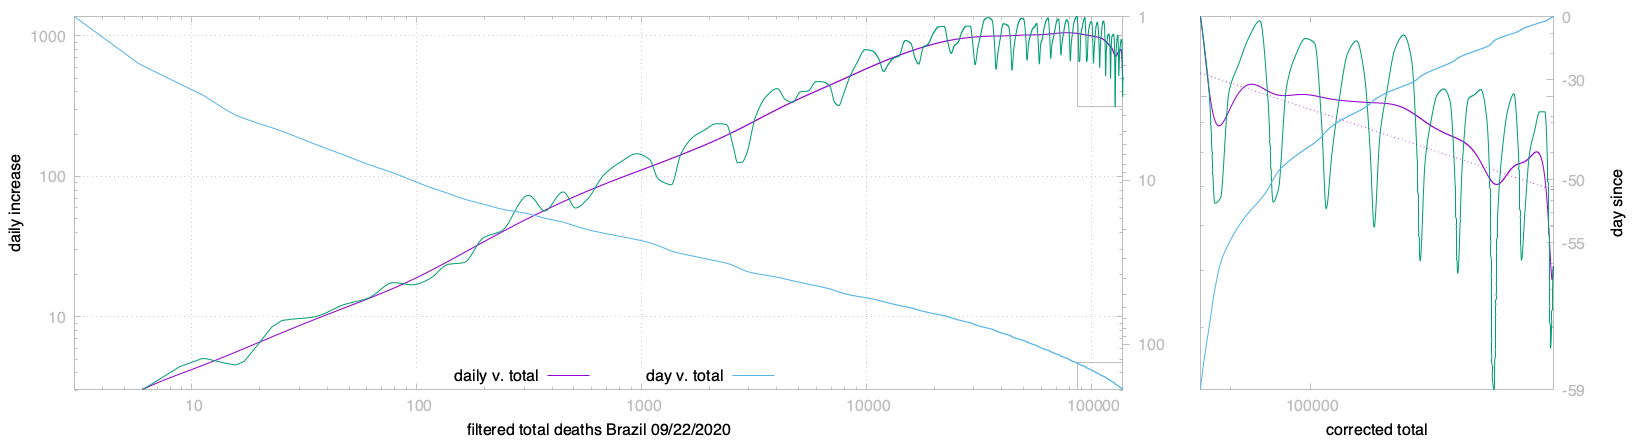 1000
100
10
daily increase
daily v. total
day v. total
10
100
1000
10000
100000
filtered total deaths Brazil 09/22/2020
1
10
100
0
-30
-50
-55
-59
day since
100000
corrected total